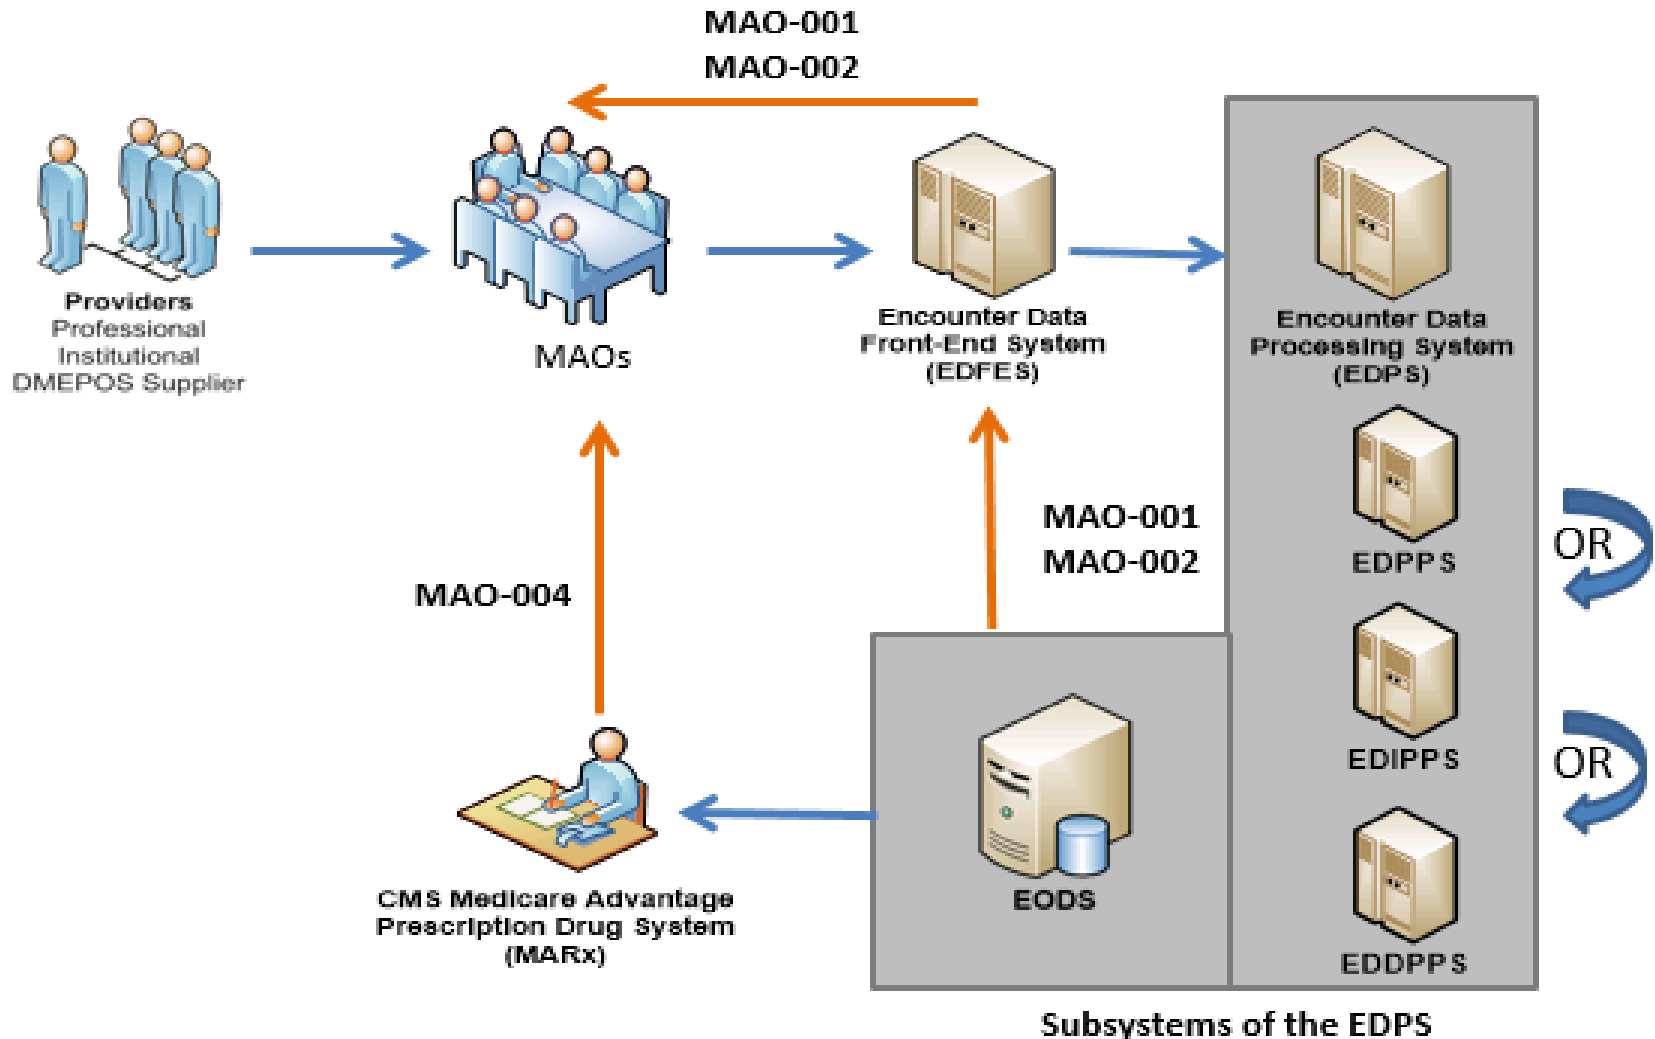 MAO-001
MAO-002
Providers
Professional
Institutional
DMEPOS Supplier
MAOs
Encounter Data
Front-End System
(EDFES)
Encounter Data
Processing System
(EDPS)
EDPPS
OR
MAO-001
MAO-002
MAO-004
EDIPPS
OR
CMS Medicare Advantage
Prescription Drug System
(MARx)
EODS
EDDPPS
Subsystems of the EDPS